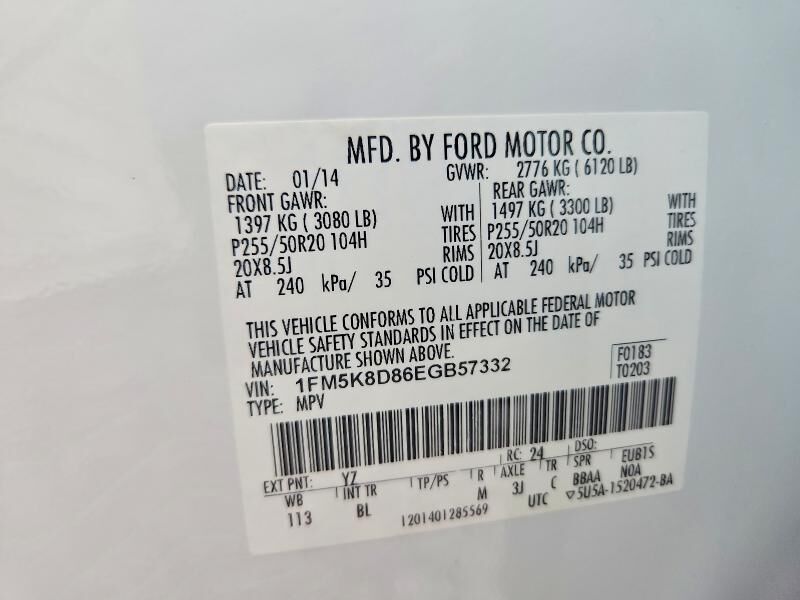 MFD. BY FORD MOTOR CO.
DATE: 01/14 GVWR: 2776 KG ( 6120 LB)
FRONT GAWR: REAR GAWR:
1397 KG ( 3080 LB) WITH 1497 KG ( 3300 LB) WITH
P255/50R20 104H TIRES P255/50R20 104H TIRES
20X8.5J RIMS 20X8.5J RIMS
AT 240 kPa/ 35 PSI COLD AT 240 kPa/ 35 PSI COLD
THIS VEHICLE CONFORMS TO ALL APPLICABLE FEDERAL MOTOR
VEHICLE SAFETY STANDARDS IN EFFECT ON THE DATE OF
MANUFACTURE SHOWN ABOVE.
VIN: 1FM5K8D86EGB57332 F0183
TYPE: MPV T0203
EXT PNT: YZ RC: 24 DSO:
WB INT TR TP/PS R AXLE TR SPR EUB1S
113 BL M 3J C BBAA N0A
1201401285569 UTC ▽5U5A-1520472-BA